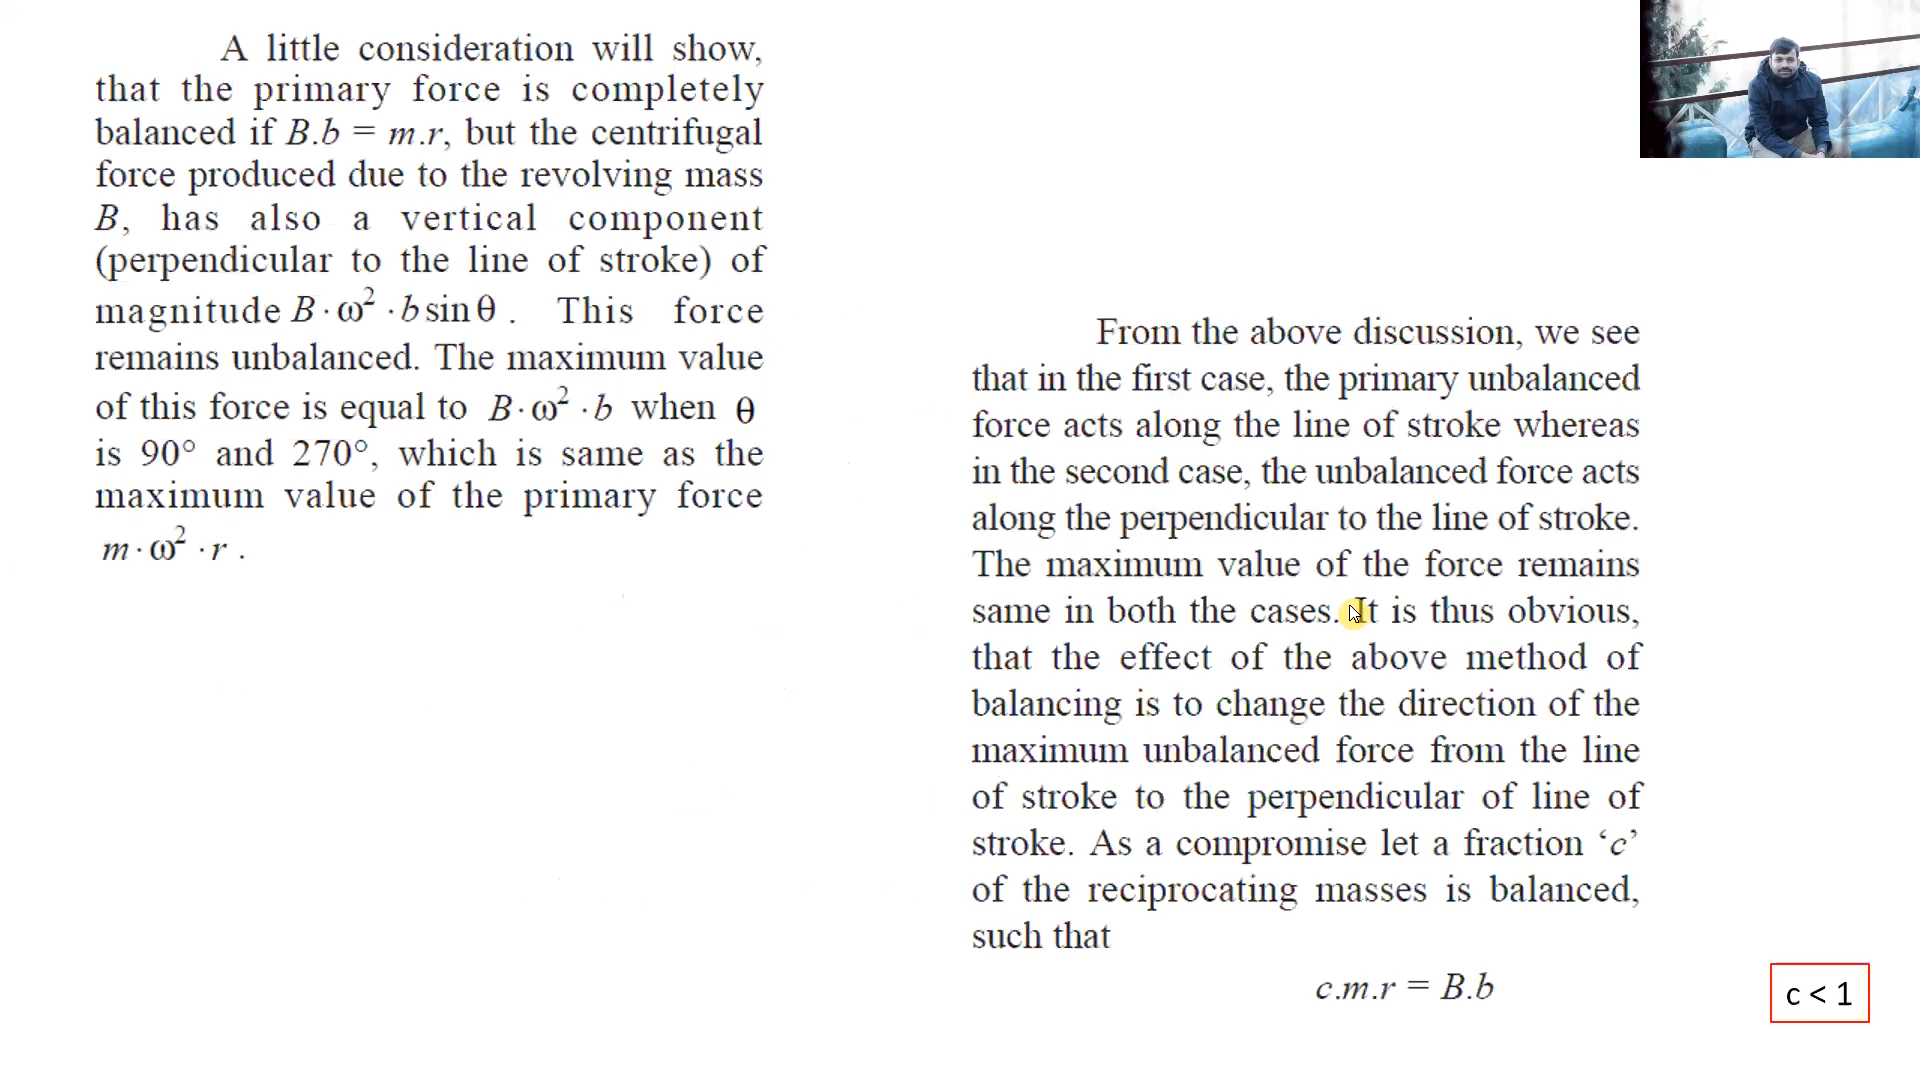 A little consideration will show,
that the primary force is completely
balanced if B.b = m.r, but the centrifugal
force produced due to the revolving mass
B, has also a vertical component
(perpendicular to the line of stroke) of
magnitude B · ω² · b sin θ . This force
remains unbalanced. The maximum value
of this force is equal to B · ω² · b when θ
is 90° and 270°, which is same as the
maximum value of the primary force
m · ω² · r .
From the above discussion, we see
that in the first case, the primary unbalanced
force acts along the line of stroke whereas
in the second case, the unbalanced force acts
along the perpendicular to the line of stroke.
The maximum value of the force remains
same in both the cases. It is thus obvious,
that the effect of the above method of
balancing is to change the direction of the
maximum unbalanced force from the line
of stroke to the perpendicular of line of
stroke. As a compromise let a fraction ‘c’
of the reciprocating masses is balanced,
such that
c.m.r = B.b
c < 1